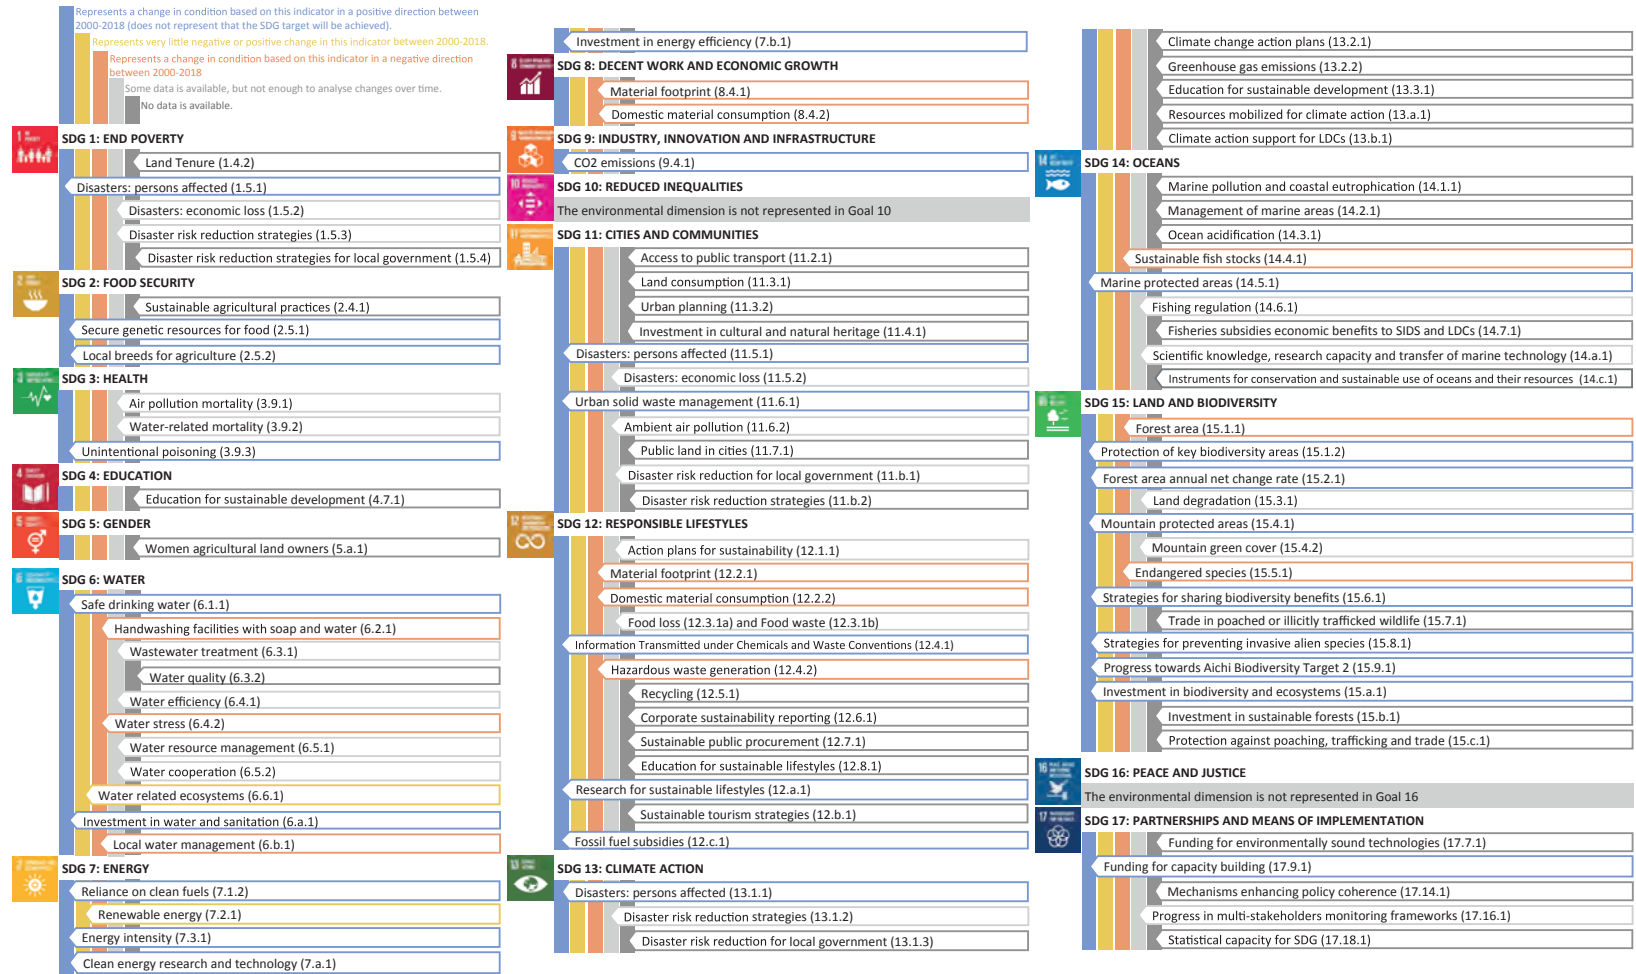 Represents a change in condition based on this indicator in a positive direction between
2000-2018 (does not represent that the SDG target will be achieved).
Represents very little negative or positive change in this indicator between 2000-2018.
Represents a change in condition based on this indicator in a negative direction
between 2000-2018
Some data is available, but not enough to analyse changes over time.
No data is available.
SDG 1: END POVERTY
Land Tenure (1.4.2)
Disasters: persons affected (1.5.1)
Disasters: economic loss (1.5.2)
Disaster risk reduction strategies (1.5.3)
Disaster risk reduction strategies for local government (1.5.4)
SDG 2: FOOD SECURITY
Sustainable agricultural practices (2.4.1)
Secure genetic resources for food (2.5.1)
Local breeds for agriculture (2.5.2)
SDG 3: HEALTH
Air pollution mortality (3.9.1)
Water-related mortality (3.9.2)
Unintentional poisoning (3.9.3)
SDG 4: EDUCATION
Education for sustainable development (4.7.1)
SDG 5: GENDER
Women agricultural land owners (5.a.1)
SDG 6: WATER
Safe drinking water (6.1.1)
Handwashing facilities with soap and water (6.2.1)
Wastewater treatment (6.3.1)
Water quality (6.3.2)
Water efficiency (6.4.1)
Water stress (6.4.2)
Water resource management (6.5.1)
Water cooperation (6.5.2)
Water related ecosystems (6.6.1)
Investment in water and sanitation (6.a.1)
Local water management (6.b.1)
SDG 7: ENERGY
Reliance on clean fuels (7.1.2)
Renewable energy (7.2.1)
Energy intensity (7.3.1)
Clean energy research and technology (7.a.1)
Investment in energy efficiency (7.b.1)
8
SDG 8: DECENT WORK AND ECONOMIC GROWTH
Material footprint (8.4.1)
Domestic material consumption (8.4.2)
SDG 9: INDUSTRY, INNOVATION AND INFRASTRUCTURE
CO2 emissions (9.4.1)
10
SDG 10: REDUCED INEQUALITIES
The environmental dimension is not represented in Goal 10
11
SDG 11: CITIES AND COMMUNITIES
Access to public transport (11.2.1)
Land consumption (11.3.1)
Urban planning (11.3.2)
Investment in cultural and natural heritage (11.4.1)
Disasters: persons affected (11.5.1)
Disasters: economic loss (11.5.2)
Urban solid waste management (11.6.1)
Ambient air pollution (11.6.2)
Public land in cities (11.7.1)
Disaster risk reduction for local government (11.b.1)
Disaster risk reduction strategies (11.b.2)
12
SDG 12: RESPONSIBLE LIFESTYLES
Action plans for sustainability (12.1.1)
Material footprint (12.2.1)
Domestic material consumption (12.2.2)
Food loss (12.3.1a) and Food waste (12.3.1b)
Information Transmitted under Chemicals and Waste Conventions (12.4.1)
Hazardous waste generation (12.4.2)
Recycling (12.5.1)
Corporate sustainability reporting (12.6.1)
Sustainable public procurement (12.7.1)
Education for sustainable lifestyles (12.8.1)
Research for sustainable lifestyles (12.a.1)
Sustainable tourism strategies (12.b.1)
Fossil fuel subsidies (12.c.1)
13
SDG 13: CLIMATE ACTION
Disasters: persons affected (13.1.1)
Disaster risk reduction strategies (13.1.2)
Disaster risk reduction for local government (13.1.3)
Climate change action plans (13.2.1)
Greenhouse gas emissions (13.2.2)
Education for sustainable development (13.3.1)
Resources mobilized for climate action (13.a.1)
Climate action support for LDCs (13.b.1)
14
SDG 14: OCEANS
Marine pollution and coastal eutrophication (14.1.1)
Management of marine areas (14.2.1)
Ocean acidification (14.3.1)
Sustainable fish stocks (14.4.1)
Marine protected areas (14.5.1)
Fishing regulation (14.6.1)
Fisheries subsidies economic benefits to SIDS and LDCs (14.7.1)
Scientific knowledge, research capacity and transfer of marine technology (14.a.1)
Instruments for conservation and sustainable use of oceans and their resources (14.c.1)
SDG 15: LAND AND BIODIVERSITY
Forest area (15.1.1)
Protection of key biodiversity areas (15.1.2)
Forest area annual net change rate (15.2.1)
Land degradation (15.3.1)
Mountain protected areas (15.4.1)
Mountain green cover (15.4.2)
Endangered species (15.5.1)
Strategies for sharing biodiversity benefits (15.6.1)
Trade in poached or illicitly trafficked wildlife (15.7.1)
Strategies for preventing invasive alien species (15.8.1)
Progress towards Aichi Biodiversity Target 2 (15.9.1)
Investment in biodiversity and ecosystems (15.a.1)
Investment in sustainable forests (15.b.1)
Protection against poaching, trafficking and trade (15.c.1)
16
SDG 16: PEACE AND JUSTICE
The environmental dimension is not represented in Goal 16
17
SDG 17: PARTNERSHIPS AND MEANS OF IMPLEMENTATION
Funding for environmentally sound technologies (17.7.1)
Funding for capacity building (17.9.1)
Mechanisms enhancing policy coherence (17.14.1)
Progress in multi-stakeholders monitoring frameworks (17.16.1)
Statistical capacity for SDG (17.18.1)